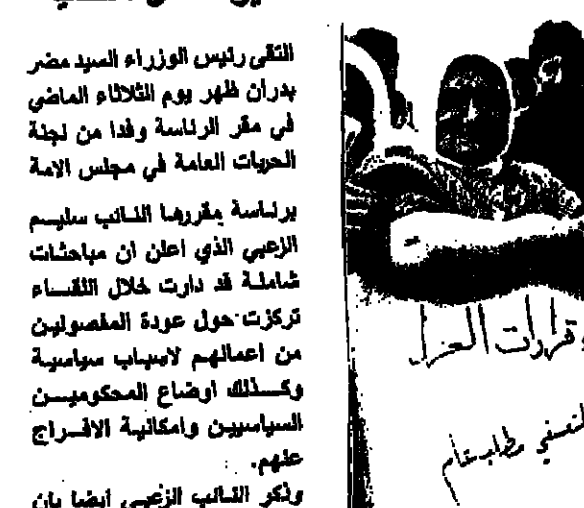 التقى رئيس الوزراء السيد مضر
بدران ظهر يوم الثلاثاء الماضي
في مقر الرئاسة وفدا من لجنة
الحريات العامة في مجلس الامة
برئاسة مقررها النائب سليم
الزعبي الذي اعلن ان مباحثات
شاملة قد دارت خلال اللقاء
تركزت حول عودة المفصولين
من اعمالهم لاسباب سياسية
وكذلك اوضاع المحكومين
السياسيين وامكانية الافراج
عنهم.
وذكر النائب الزعبي ايضا بان
وقرارات العزل